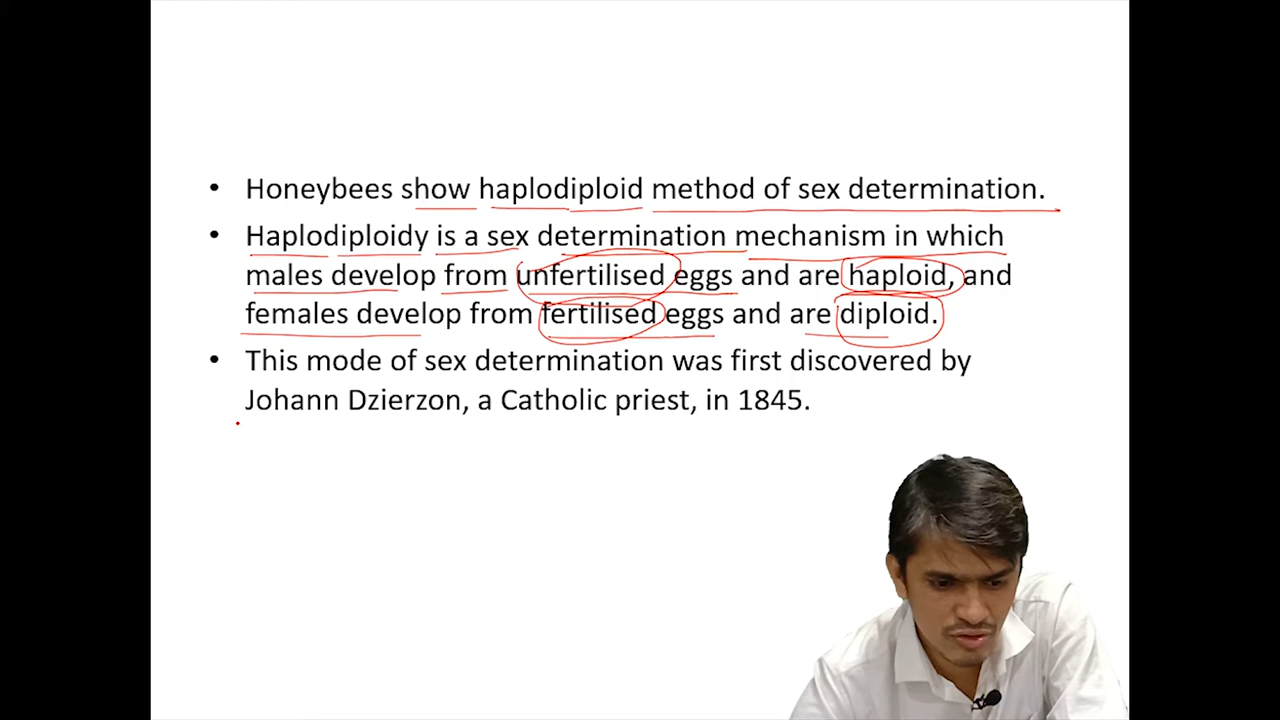 • Honeybees show haplodiploid method of sex determination.
• Haplodiploidy is a sex determination mechanism in which
males develop from unfertilised eggs and are haploid, and
females develop from fertilised eggs and are diploid.
• This mode of sex determination was first discovered by
Johann Dzierzon, a Catholic priest, in 1845.